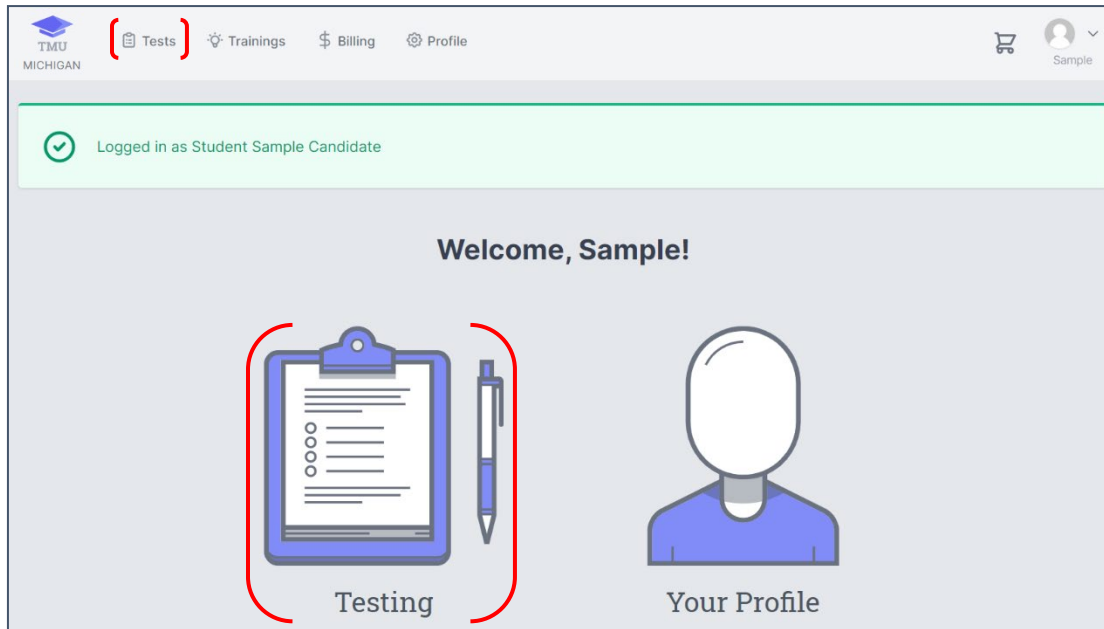 TMU
MICHIGAN
Tests
Trainings
$ Billing
Profile
Sample
Logged in as Student Sample Candidate
Welcome, Sample!
Testing
Your Profile